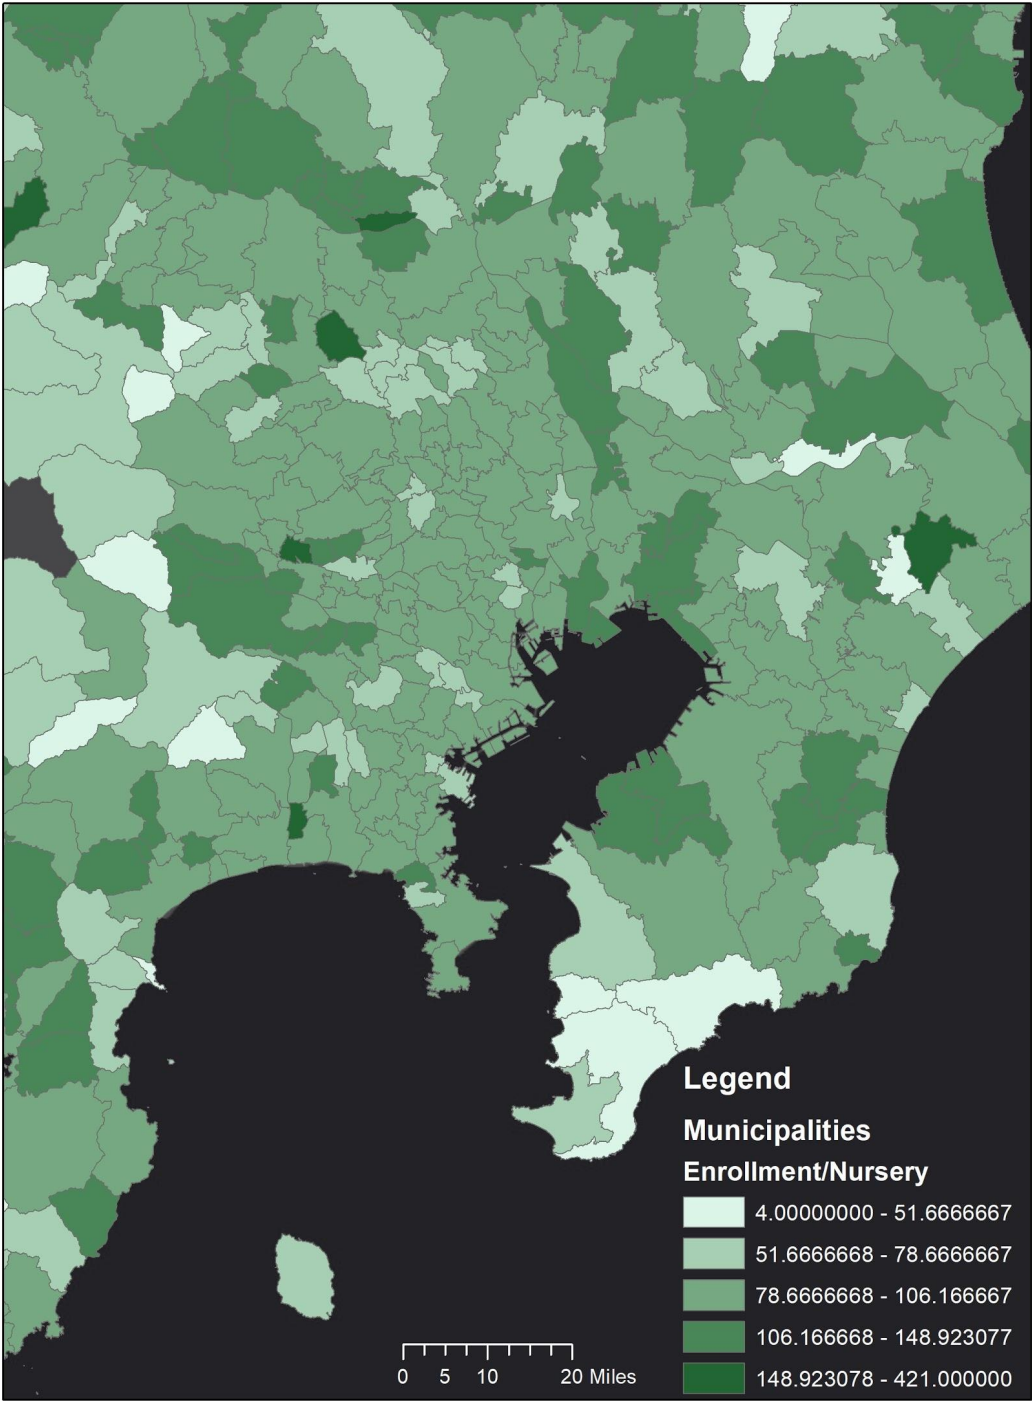 Legend
Municipalities
Enrollment/Nursery
4.00000000 - 51.6666667
51.6666668 - 78.6666667
78.6666668 - 106.166667
106.166668 - 148.923077
148.923078 - 421.000000
0 5 10 20 Miles